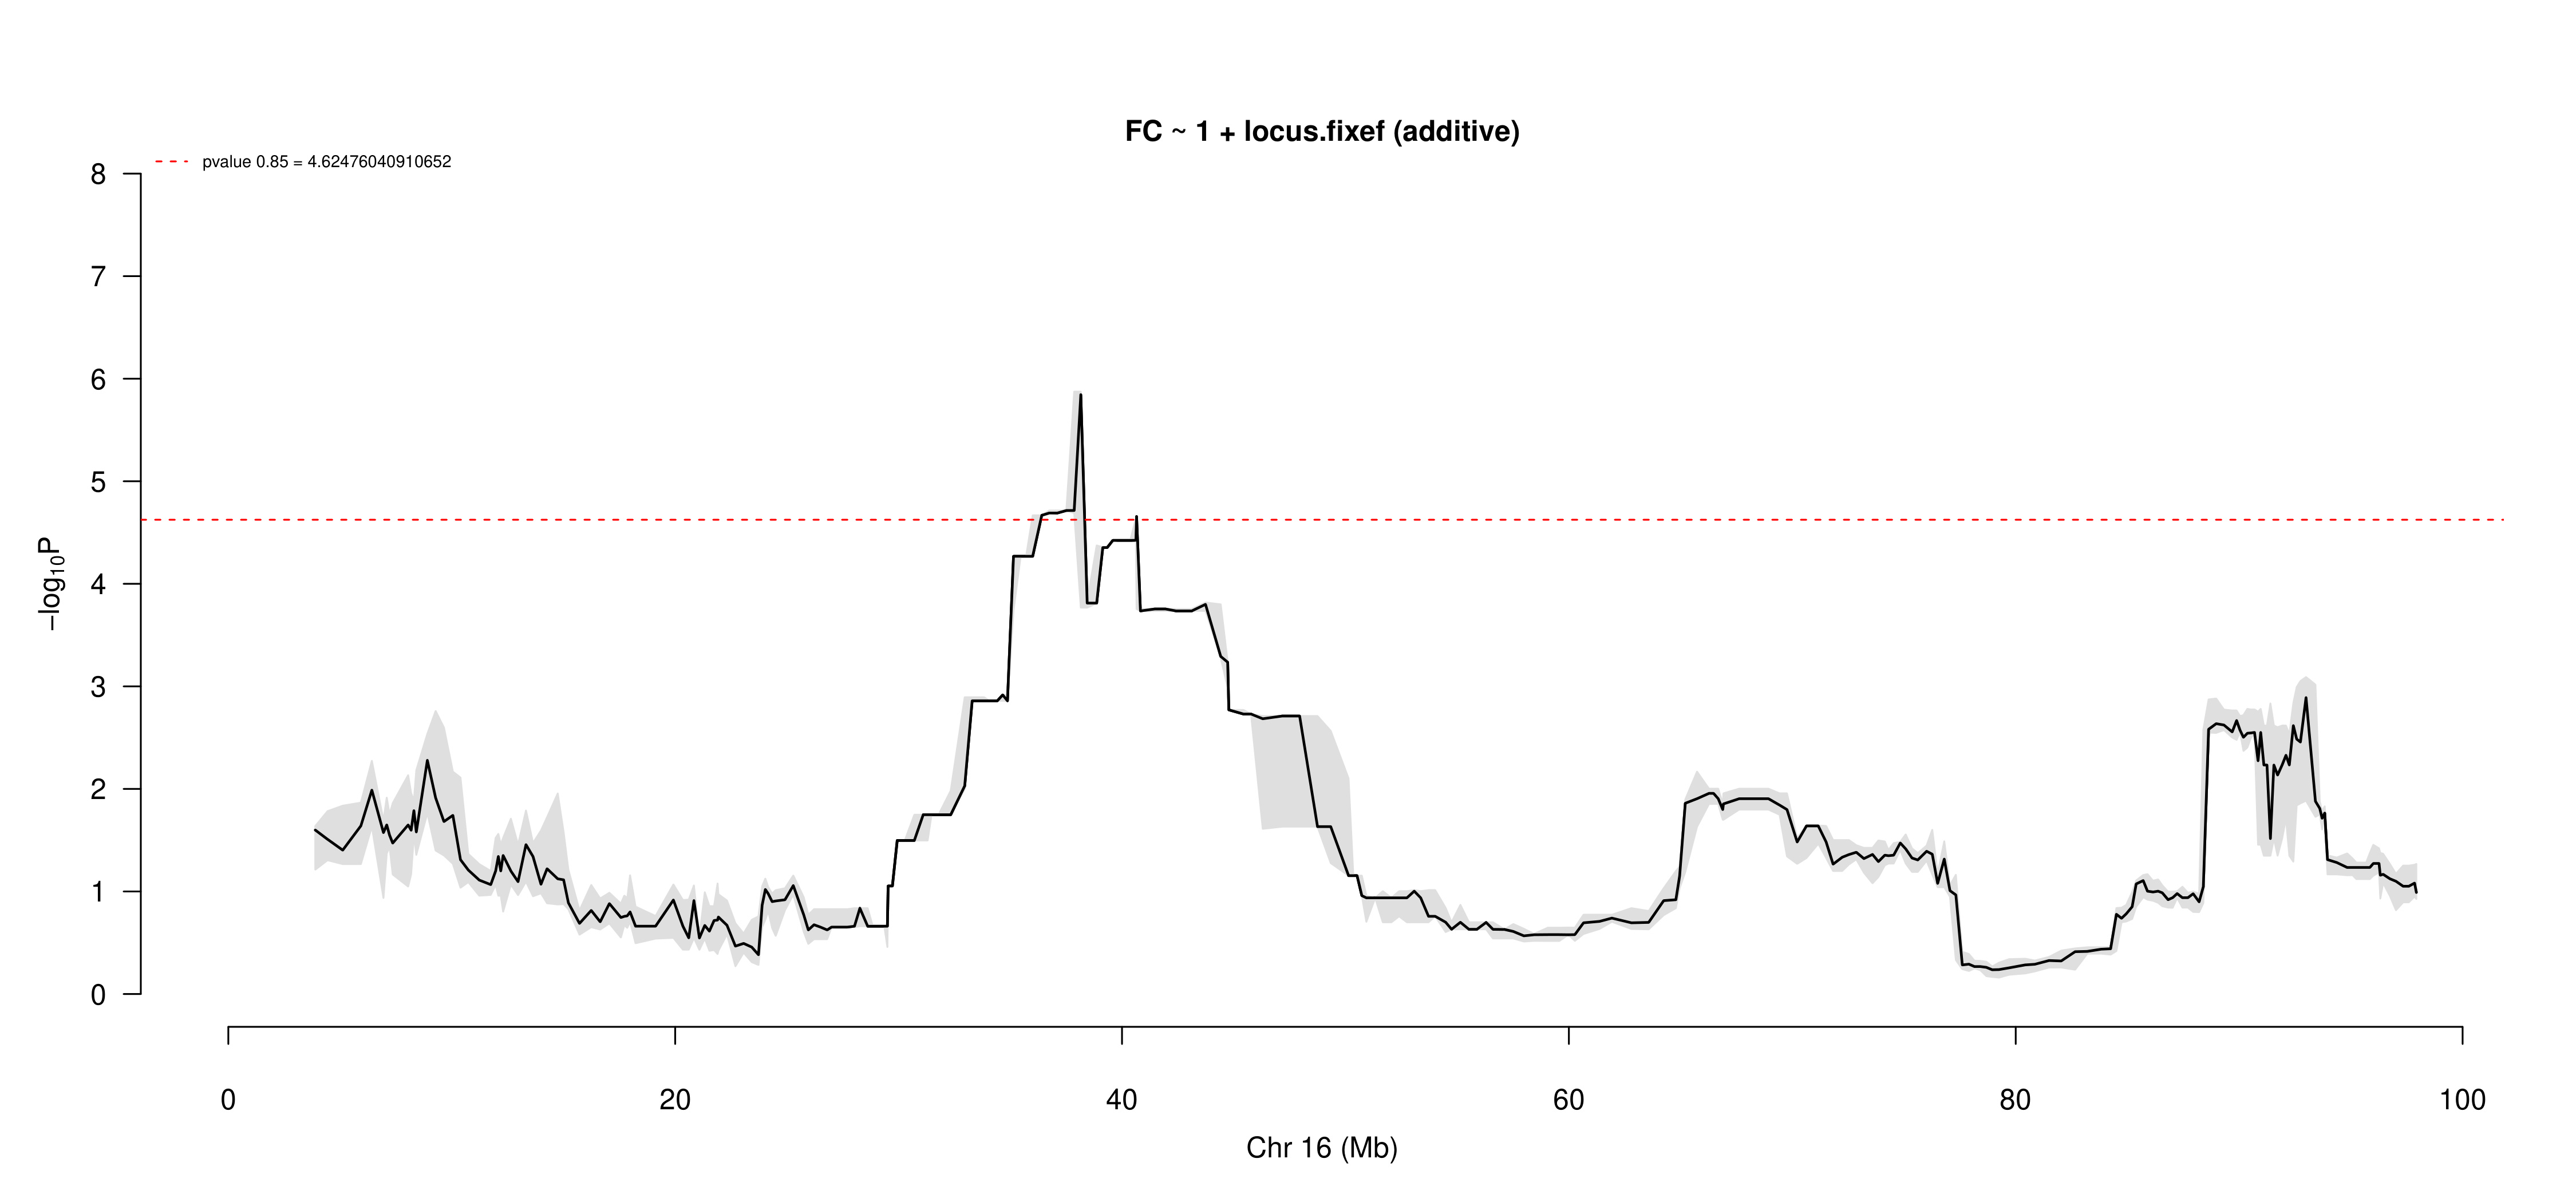 FC ~ 1 + locus.fixef (additive)
pvalue 0.85 = 4.62476040910652
8
7
6
5
4
3
2
1
0
−log10P
0 20 40 60 80 100
Chr 16 (Mb)